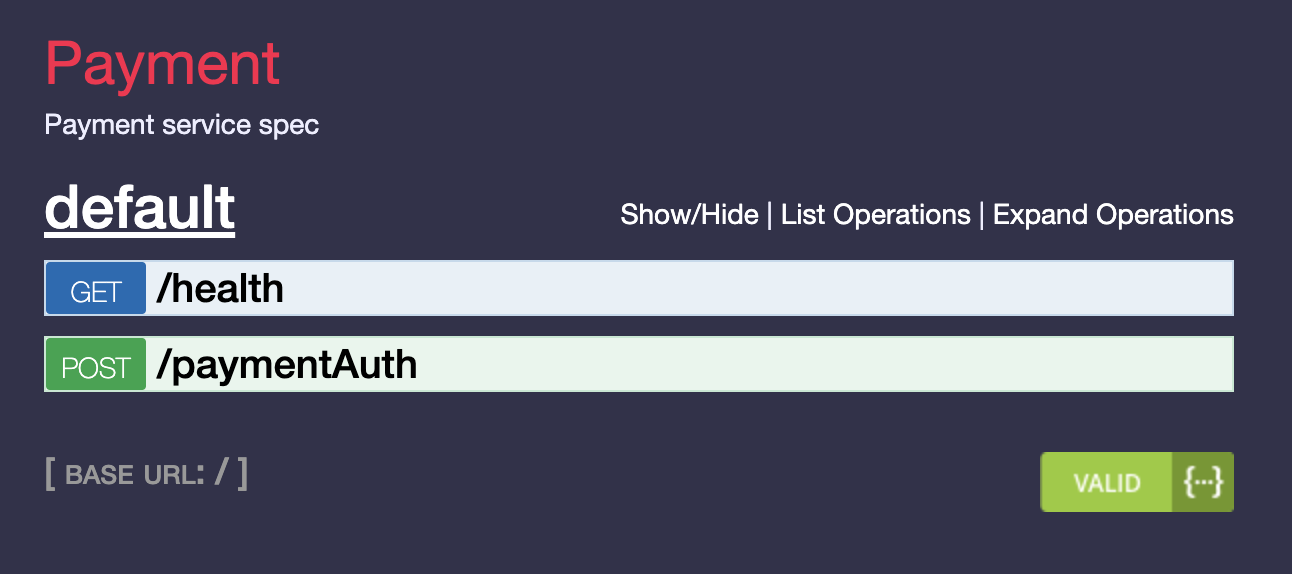 Payment
Payment service spec
default
Show/Hide | List Operations | Expand Operations
GET /health
POST /paymentAuth
[ BASE URL: / ]
VALID {···}